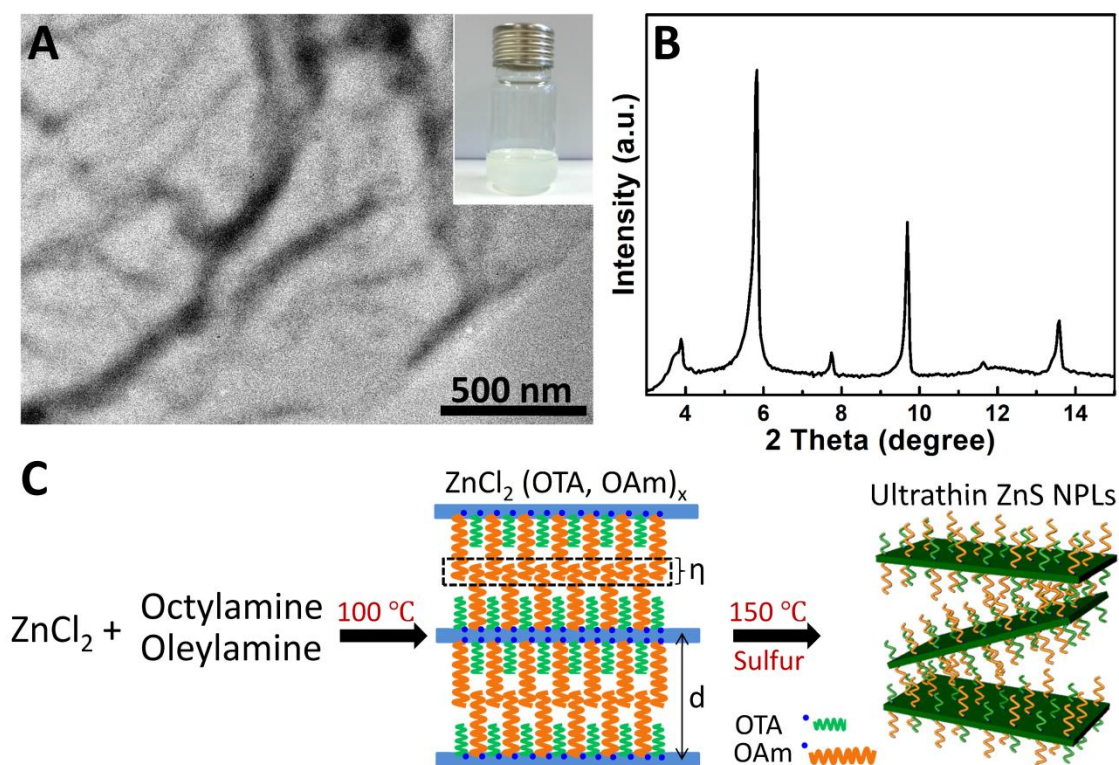 A
500 nm
B
Intensity (a.u.)
4 6 8 10 12 14
2 Theta (degree)
C
ZnCl₂ (OTA, OAm)ₓ
Ultrathin ZnS NPLs
η
ZnCl₂ +
Octylamine
Oleylamine
100 ℃
150 ℃
Sulfur
d
OTA
OAm